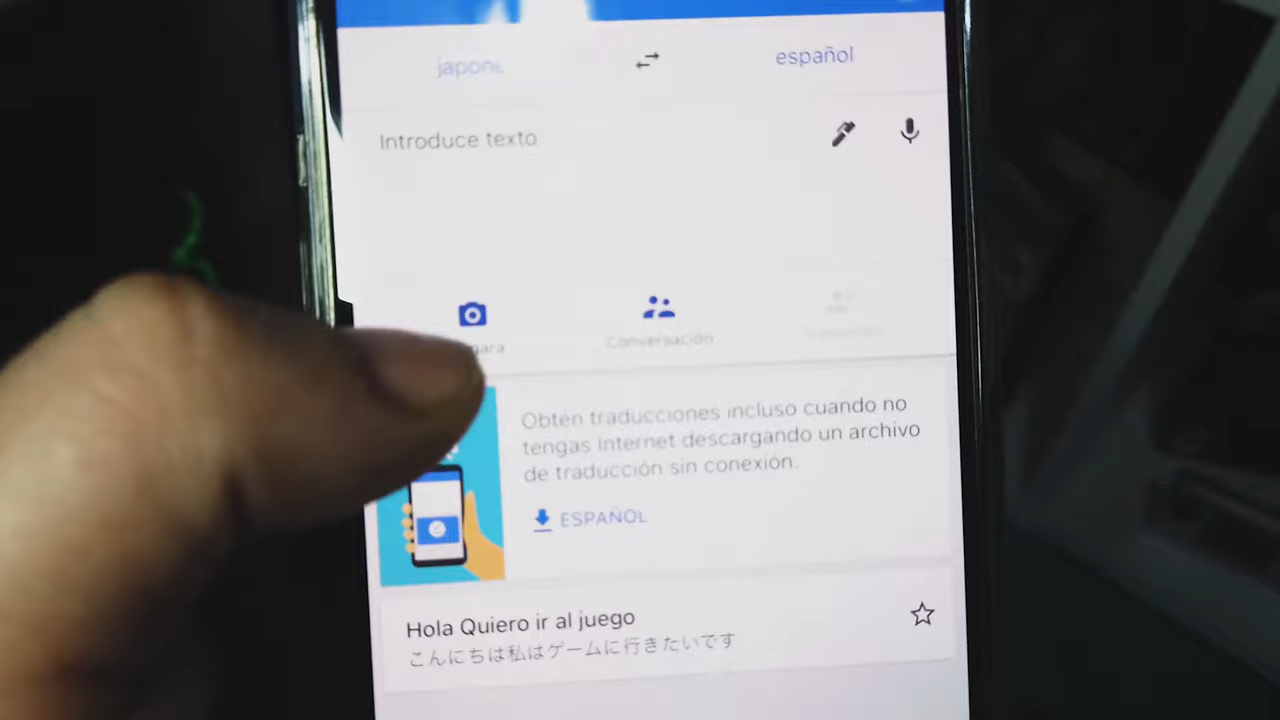 español
Introduce texto
Conversación
Obtén traducciones incluso cuando no
tengas Internet descargando un archivo
de traducción sin conexión.
ESPAÑOL
Hola Quiero ir al juego
こんにちは私はゲームに行きたいです